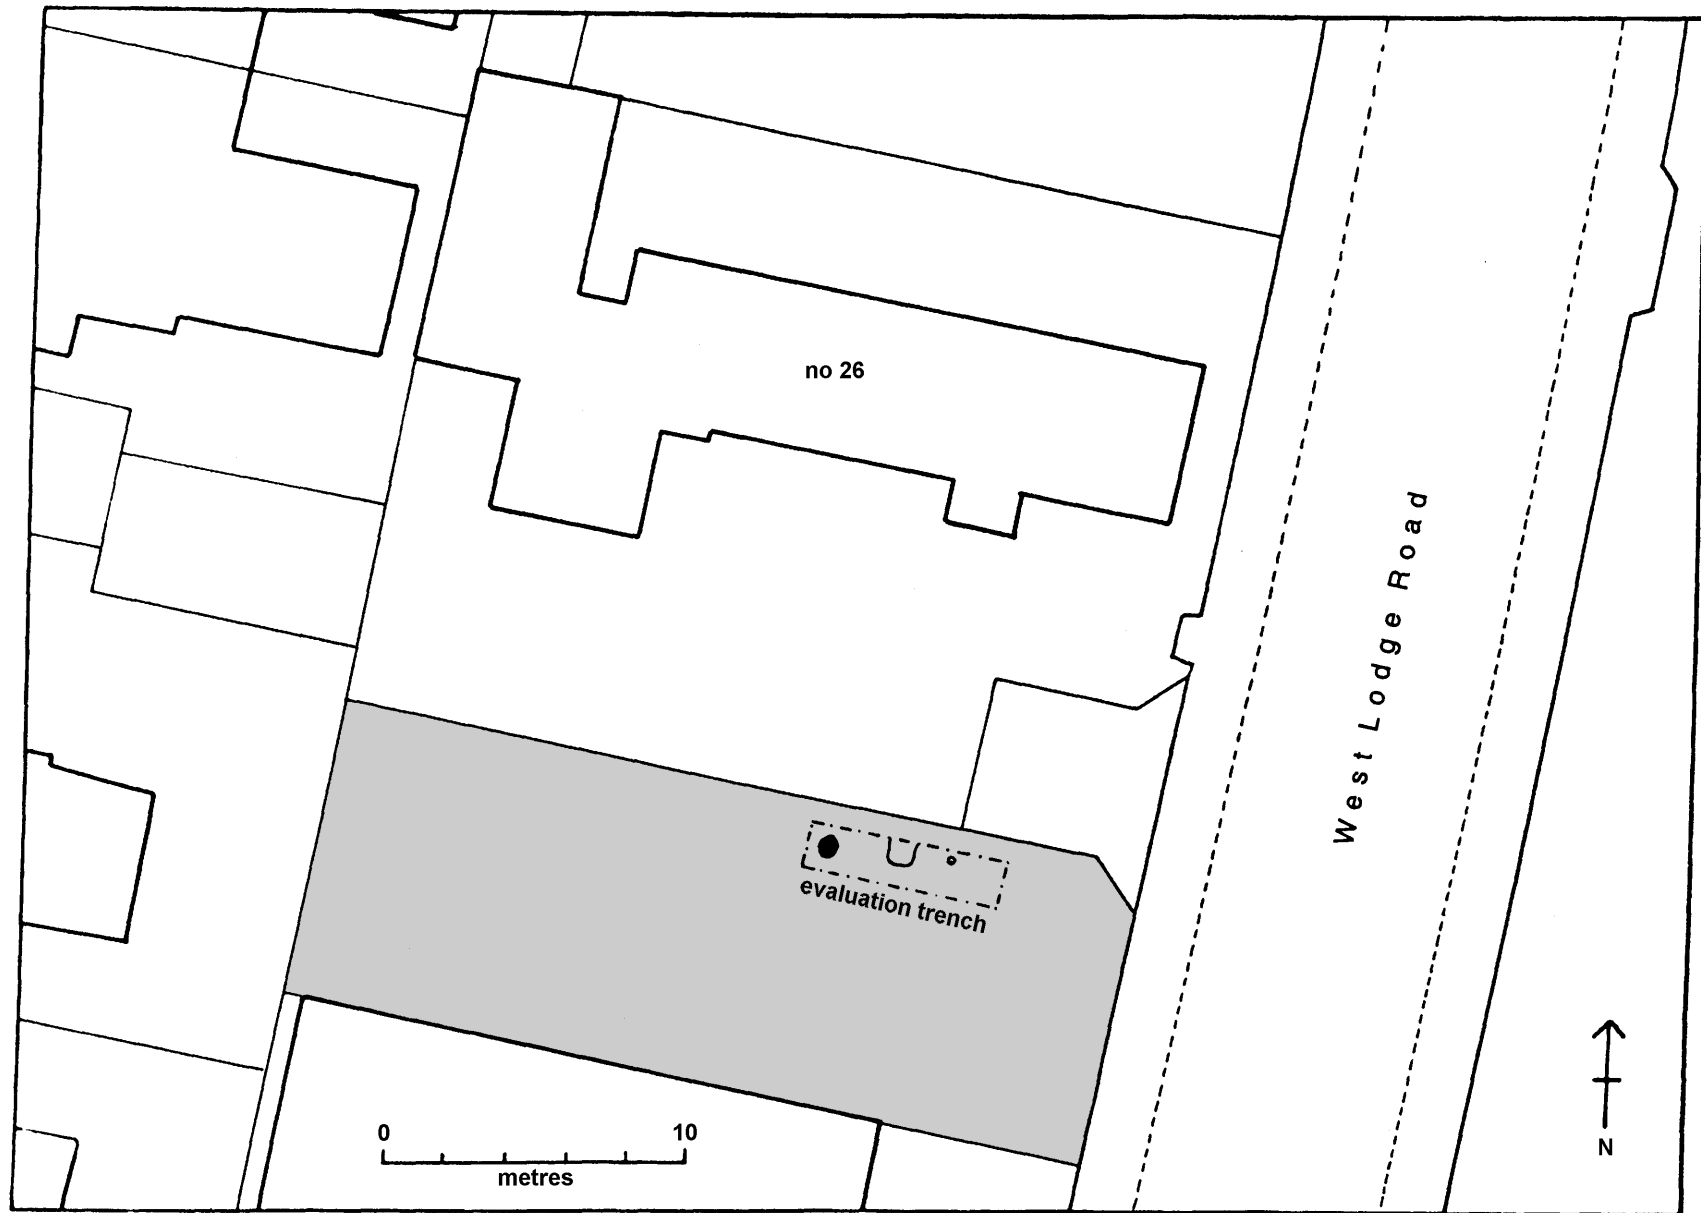 no 26
West Lodge Road
evaluation trench
0 10
metres
N